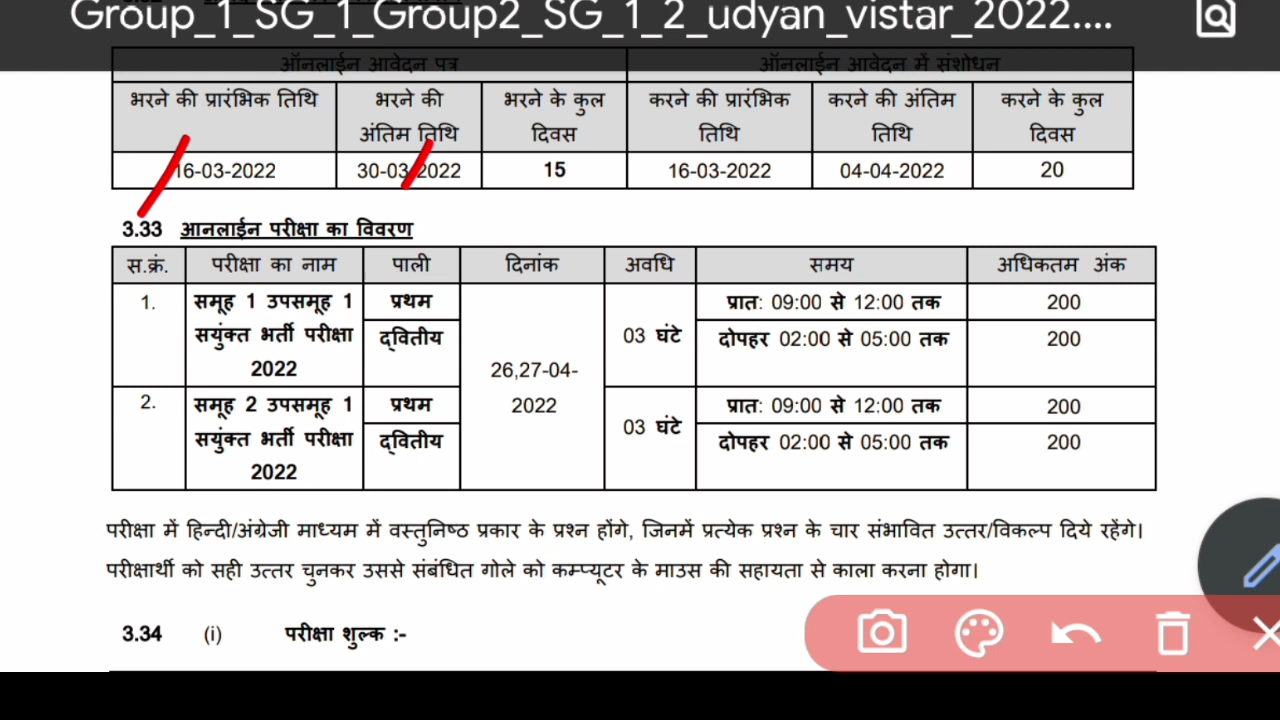 Group_1_SG_1_Group2_SG_1_2_udyan_vistar_2022....
ऑनलाईन आवेदन पत्र ऑनलाईन आवेदन में संशोधन
भरने की प्रारंभिक तिथि भरने की अंतिम तिथि भरने के कुल दिवस करने की प्रारंभिक तिथि करने की अंतिम तिथि करने के कुल दिवस
16-03-2022 30-03-2022 15 16-03-2022 04-04-2022 20
3.33 आनलाईन परीक्षा का विवरण
स.क्रं. परीक्षा का नाम पाली दिनांक अवधि समय अधिकतम अंक
1. समूह 1 उपसमूह 1 सयुंक्त भर्ती परीक्षा 2022 प्रथम 26,27-04-2022 03 घंटे प्रात: 09:00 से 12:00 तक 200
द्वितीय दोपहर 02:00 से 05:00 तक 200
2. समूह 2 उपसमूह 1 सयुंक्त भर्ती परीक्षा 2022 प्रथम 03 घंटे प्रात: 09:00 से 12:00 तक 200
द्वितीय दोपहर 02:00 से 05:00 तक 200
परीक्षा में हिन्दी/अंग्रेजी माध्यम में वस्तुनिष्ठ प्रकार के प्रश्न होंगे, जिनमें प्रत्येक प्रश्न के चार संभावित उत्तर/विकल्प दिये रहेंगे।
परीक्षार्थी को सही उत्तर चुनकर उससे संबंधित गोले को कम्प्यूटर के माउस की सहायता से काला करना होगा।
3.34 (i) परीक्षा शुल्क :-